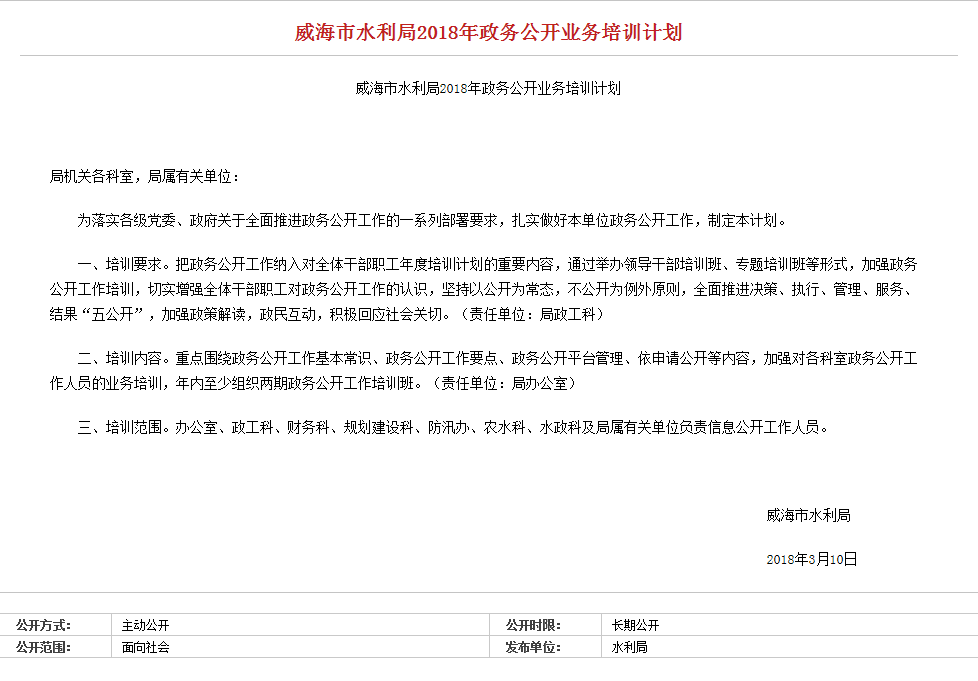 威海市水利局2018年政务公开业务培训计划
威海市水利局2018年政务公开业务培训计划
局机关各科室，局属有关单位：
为落实各级党委、政府关于全面推进政务公开工作的一系列部署要求，扎实做好本单位政务公开工作，制定本计划。
一、培训要求。把政务公开工作纳入对全体干部职工年度培训计划的重要内容，通过举办领导干部培训班、专题培训班等形式，加强政务
公开工作培训，切实增强全体干部职工对政务公开工作的认识，坚持以公开为常态，不公开为例外原则，全面推进决策、执行、管理、服务、
结果“五公开”，加强政策解读，政民互动，积极回应社会关切。（责任单位：局政工科）
二、培训内容。重点围绕政务公开工作基本常识、政务公开工作要点、政务公开平台管理、依申请公开等内容，加强对各科室政务公开工
作人员的业务培训，年内至少组织两期政务公开工作培训班。（责任单位：局办公室）
三、培训范围。办公室、政工科、财务科、规划建设科、防汛办、农水科、水政科及局属有关单位负责信息公开工作人员。
威海市水利局
2018年3月10日
公开方式： 主动公开 公开时限： 长期公开
公开范围： 面向社会 发布单位： 水利局